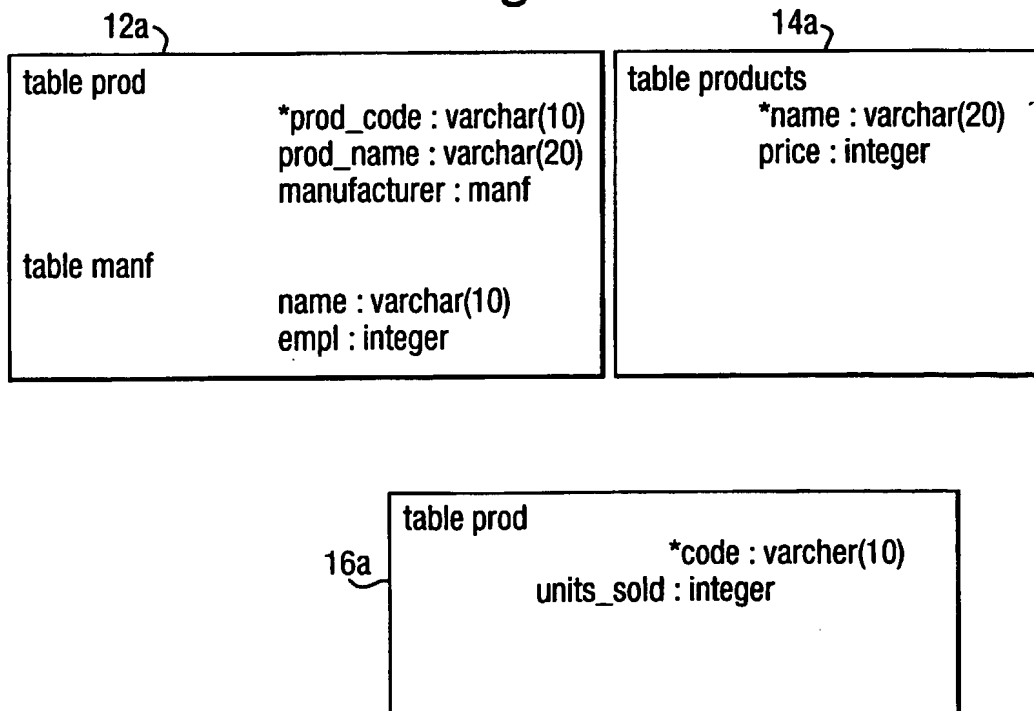 12a
table prod
*prod_code : varchar(10)
prod_name : varchar(20)
manufacturer : manf
table manf
name : varchar(10)
empl : integer
14a
table products
*name : varchar(20)
price : integer
16a
table prod
*code : varcher(10)
units_sold : integer